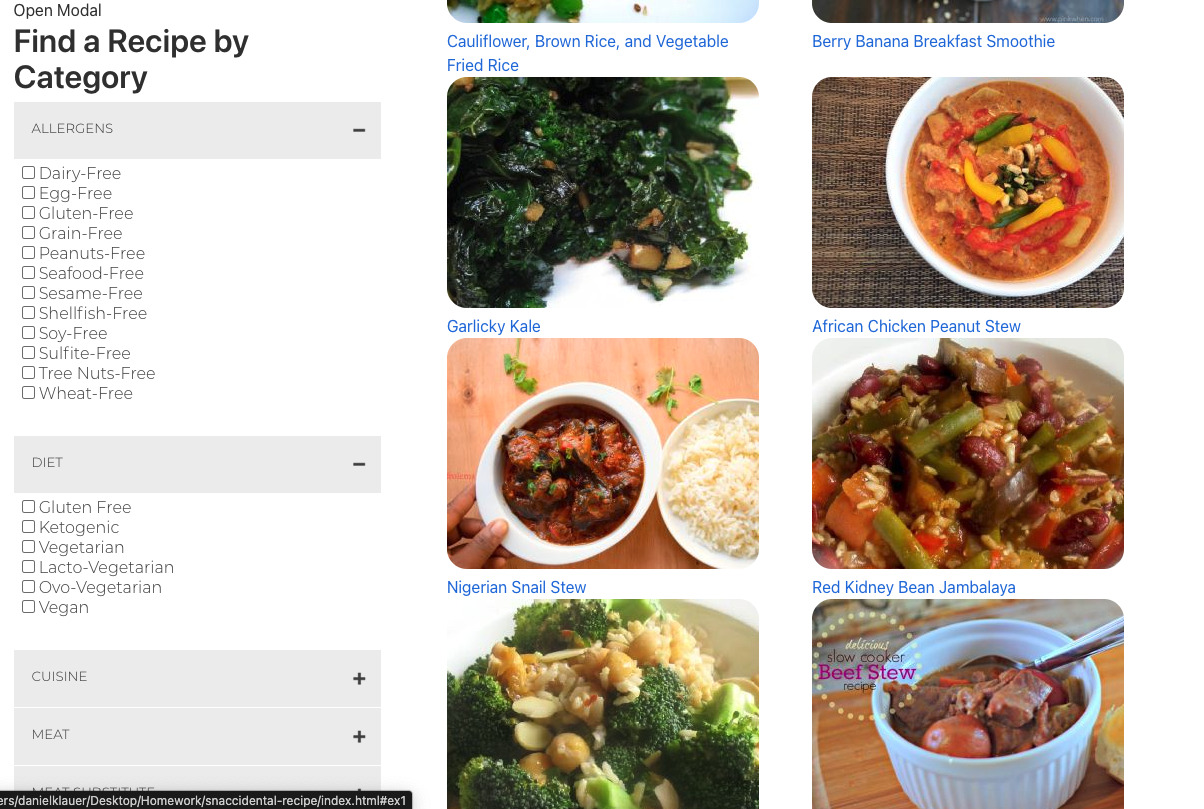 Open Modal
Find a Recipe by
Category
ALLERGENS
Dairy-Free
Egg-Free
Gluten-Free
Grain-Free
Peanuts-Free
Seafood-Free
Sesame-Free
Shellfish-Free
Soy-Free
Sulfite-Free
Tree Nuts-Free
Wheat-Free
DIET
Gluten Free
Ketogenic
Vegetarian
Lacto-Vegetarian
Ovo-Vegetarian
Vegan
CUISINE
MEAT
MEAT SUBSTITUTE
ers/danielklauer/Desktop/Homework/snaccidental-recipe/index.html#ex1
Cauliflower, Brown Rice, and Vegetable
Fried Rice
www.pinkwhen.com
Berry Banana Breakfast Smoothie
Garlicky Kale
African Chicken Peanut Stew
Nigerian Snail Stew
Red Kidney Bean Jambalaya
delicious
slow cooker
Beef Stew
recipe